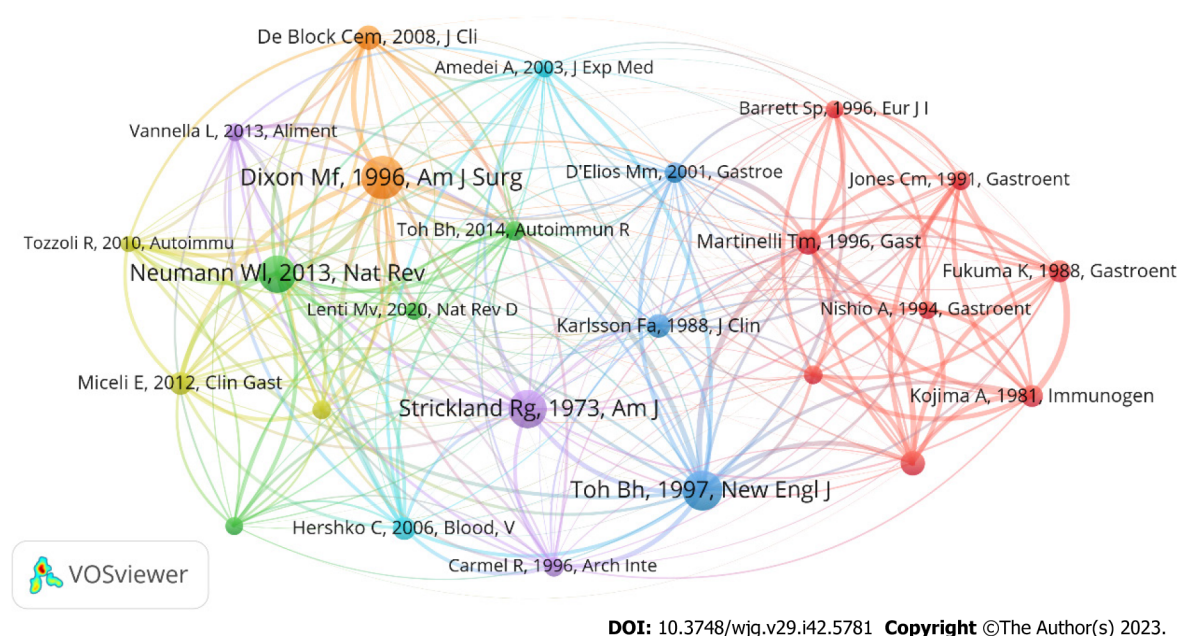 De Block Cem, 2008, J Cli
Amedei A, 2003, J Exp Med
Barrett Sp, 1996, Eur J I
Vannella L, 2013, Aliment
Dixon Mf, 1996, Am J Surg
D'Elios Mm, 2001, Gastroe
Jones Cm, 1991, Gastroent
Toh Bh, 2014, Autoimmun R
Tozzoli R, 2010, Autoimmu
Martinelli Tm, 1996, Gast
Neumann Wl, 2013, Nat Rev
Fukuma K, 1988, Gastroent
Lenti Mv, 2020, Nat Rev D
Nishio A, 1994, Gastroent
Karlsson Fa, 1988, J Clin
Miceli E, 2012, Clin Gast
Kojima A, 1981, Immunogen
Strickland Rg, 1973, Am J
Toh Bh, 1997, New Engl J
Hershko C, 2006, Blood, V
Carmel R, 1996, Arch Inte
VOSviewer
DOI: 10.3748/wjg.v29.i42.5781 Copyright ©The Author(s) 2023.